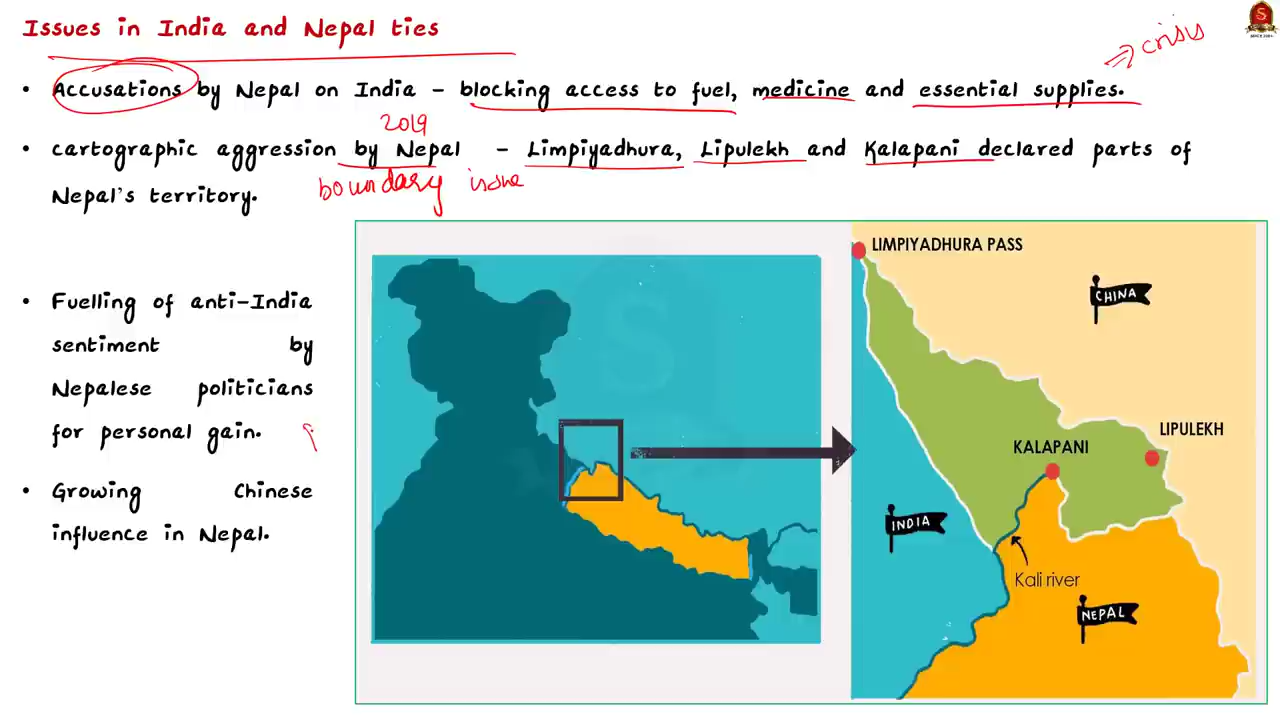 Issues in India and Nepal ties
⇒ crisis
• Accusations by Nepal on India – blocking access to fuel, medicine and essential supplies.
2019
• cartographic aggression by Nepal – Limpiyadhura, Lipulekh and Kalapani declared parts of
boundary issue
Nepal's territory.
• Fuelling of anti-India
sentiment by
Nepalese politicians
for personal gain.
• Growing Chinese
influence in Nepal.
LIMPIYADHURA PASS
CHINA
LIPULEKH
KALAPANI
INDIA
Kali river
NEPAL
S